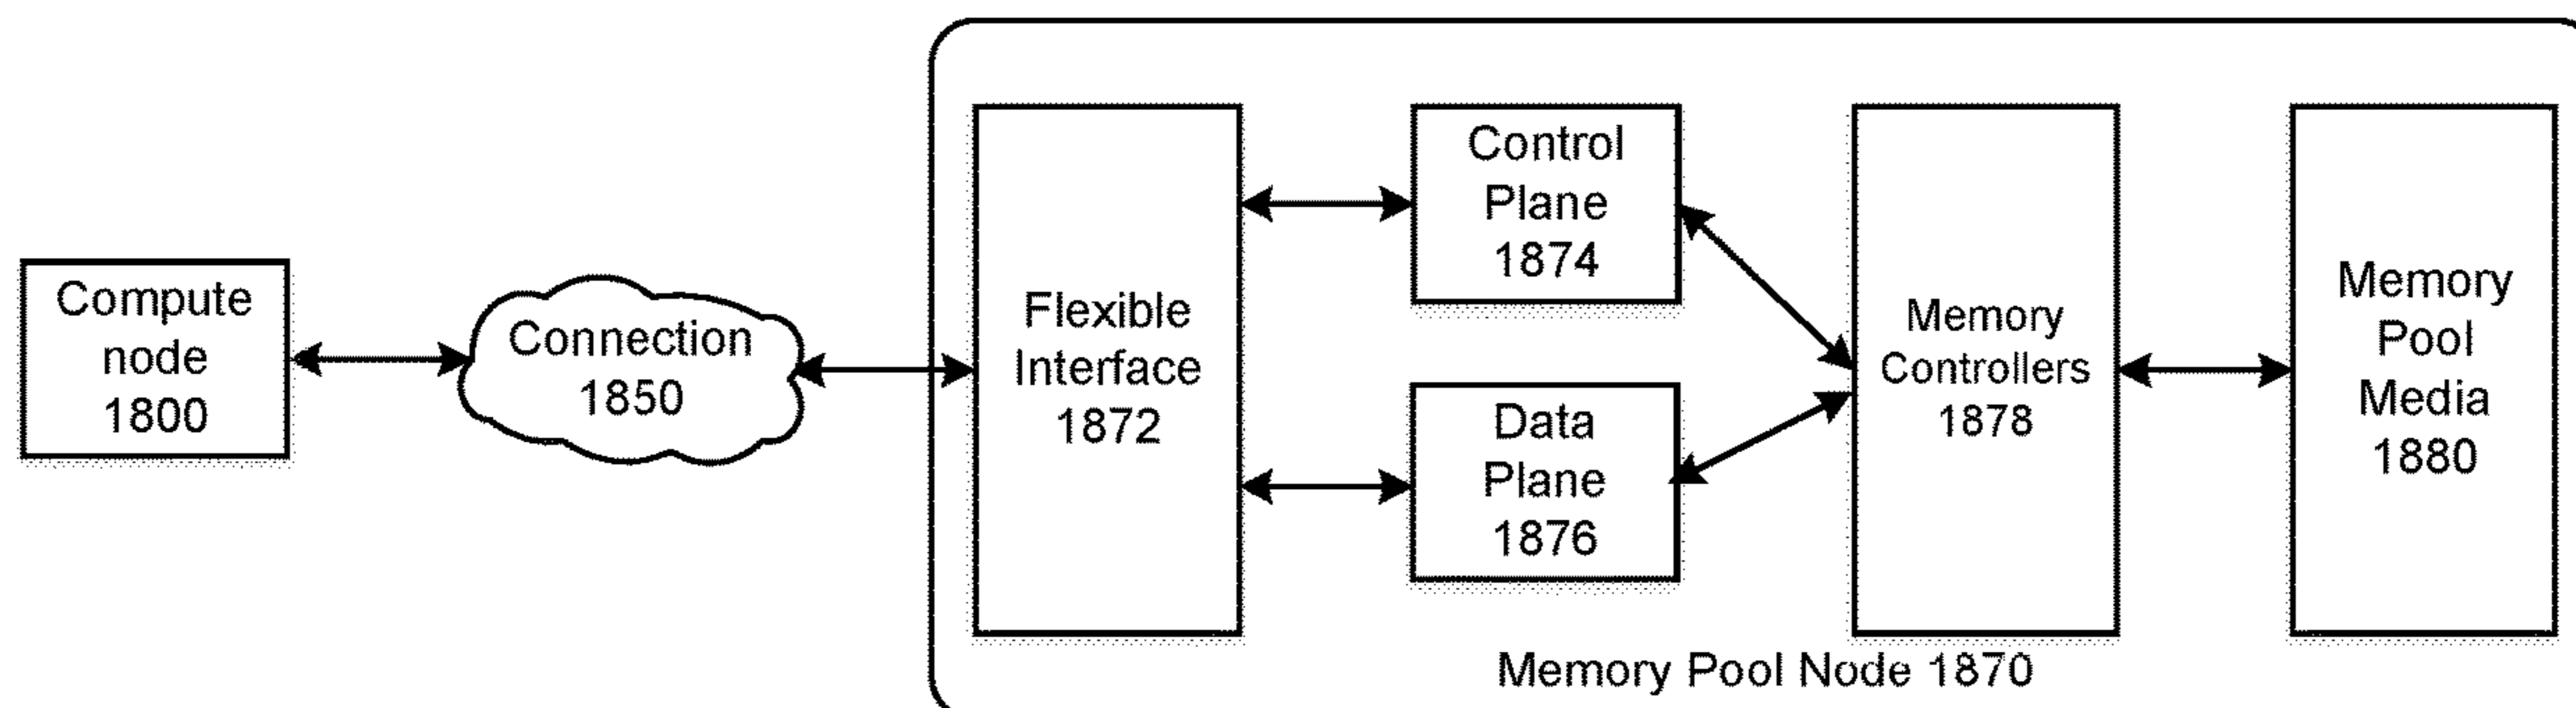 Compute
node
1800
Connection
1850
Flexible
Interface
1872
Control
Plane
1874
Data
Plane
1876
Memory
Controllers
1878
Memory
Pool
Media
1880
Memory Pool Node 1870